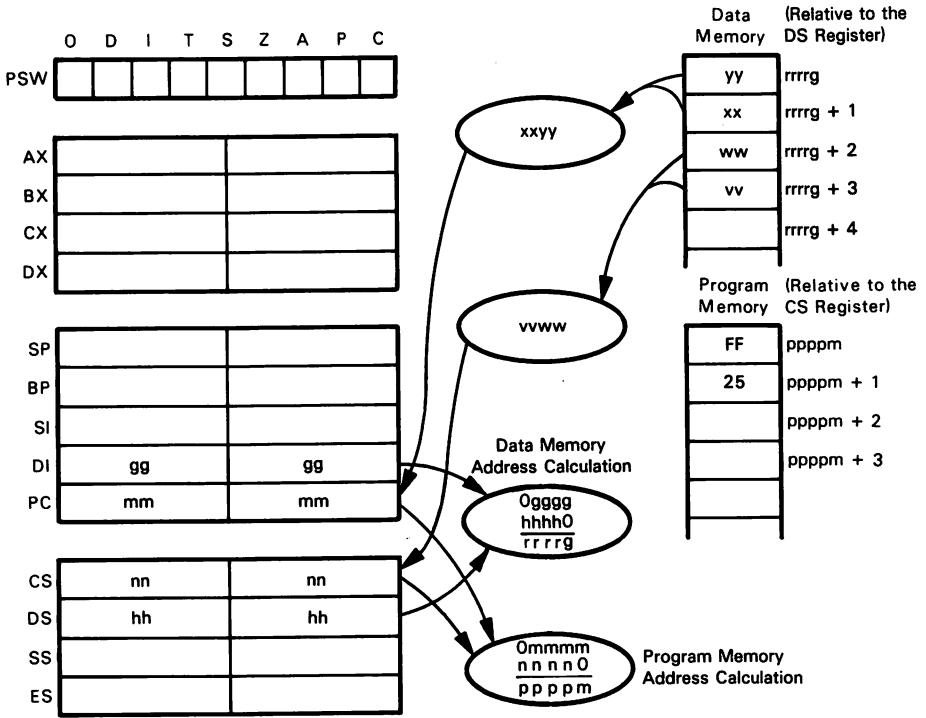 O D I T S Z A P C
PSW
AX
BX
CX
DX
SP
BP
SI
DI gg gg
PC mm mm
CS nn nn
DS hh hh
SS
ES
xxyy
vvww
Data Memory
Address Calculation
0gggg
hhhh0
rrrrg
0mmmm
nnnn0
ppppm
Program Memory
Address Calculation
Data
Memory
(Relative to the
DS Register)
yy rrrrg
xx rrrrg + 1
ww rrrrg + 2
vv rrrrg + 3
rrrrg + 4
Program
Memory
(Relative to the
CS Register)
FF ppppm
25 ppppm + 1
ppppm + 2
ppppm + 3